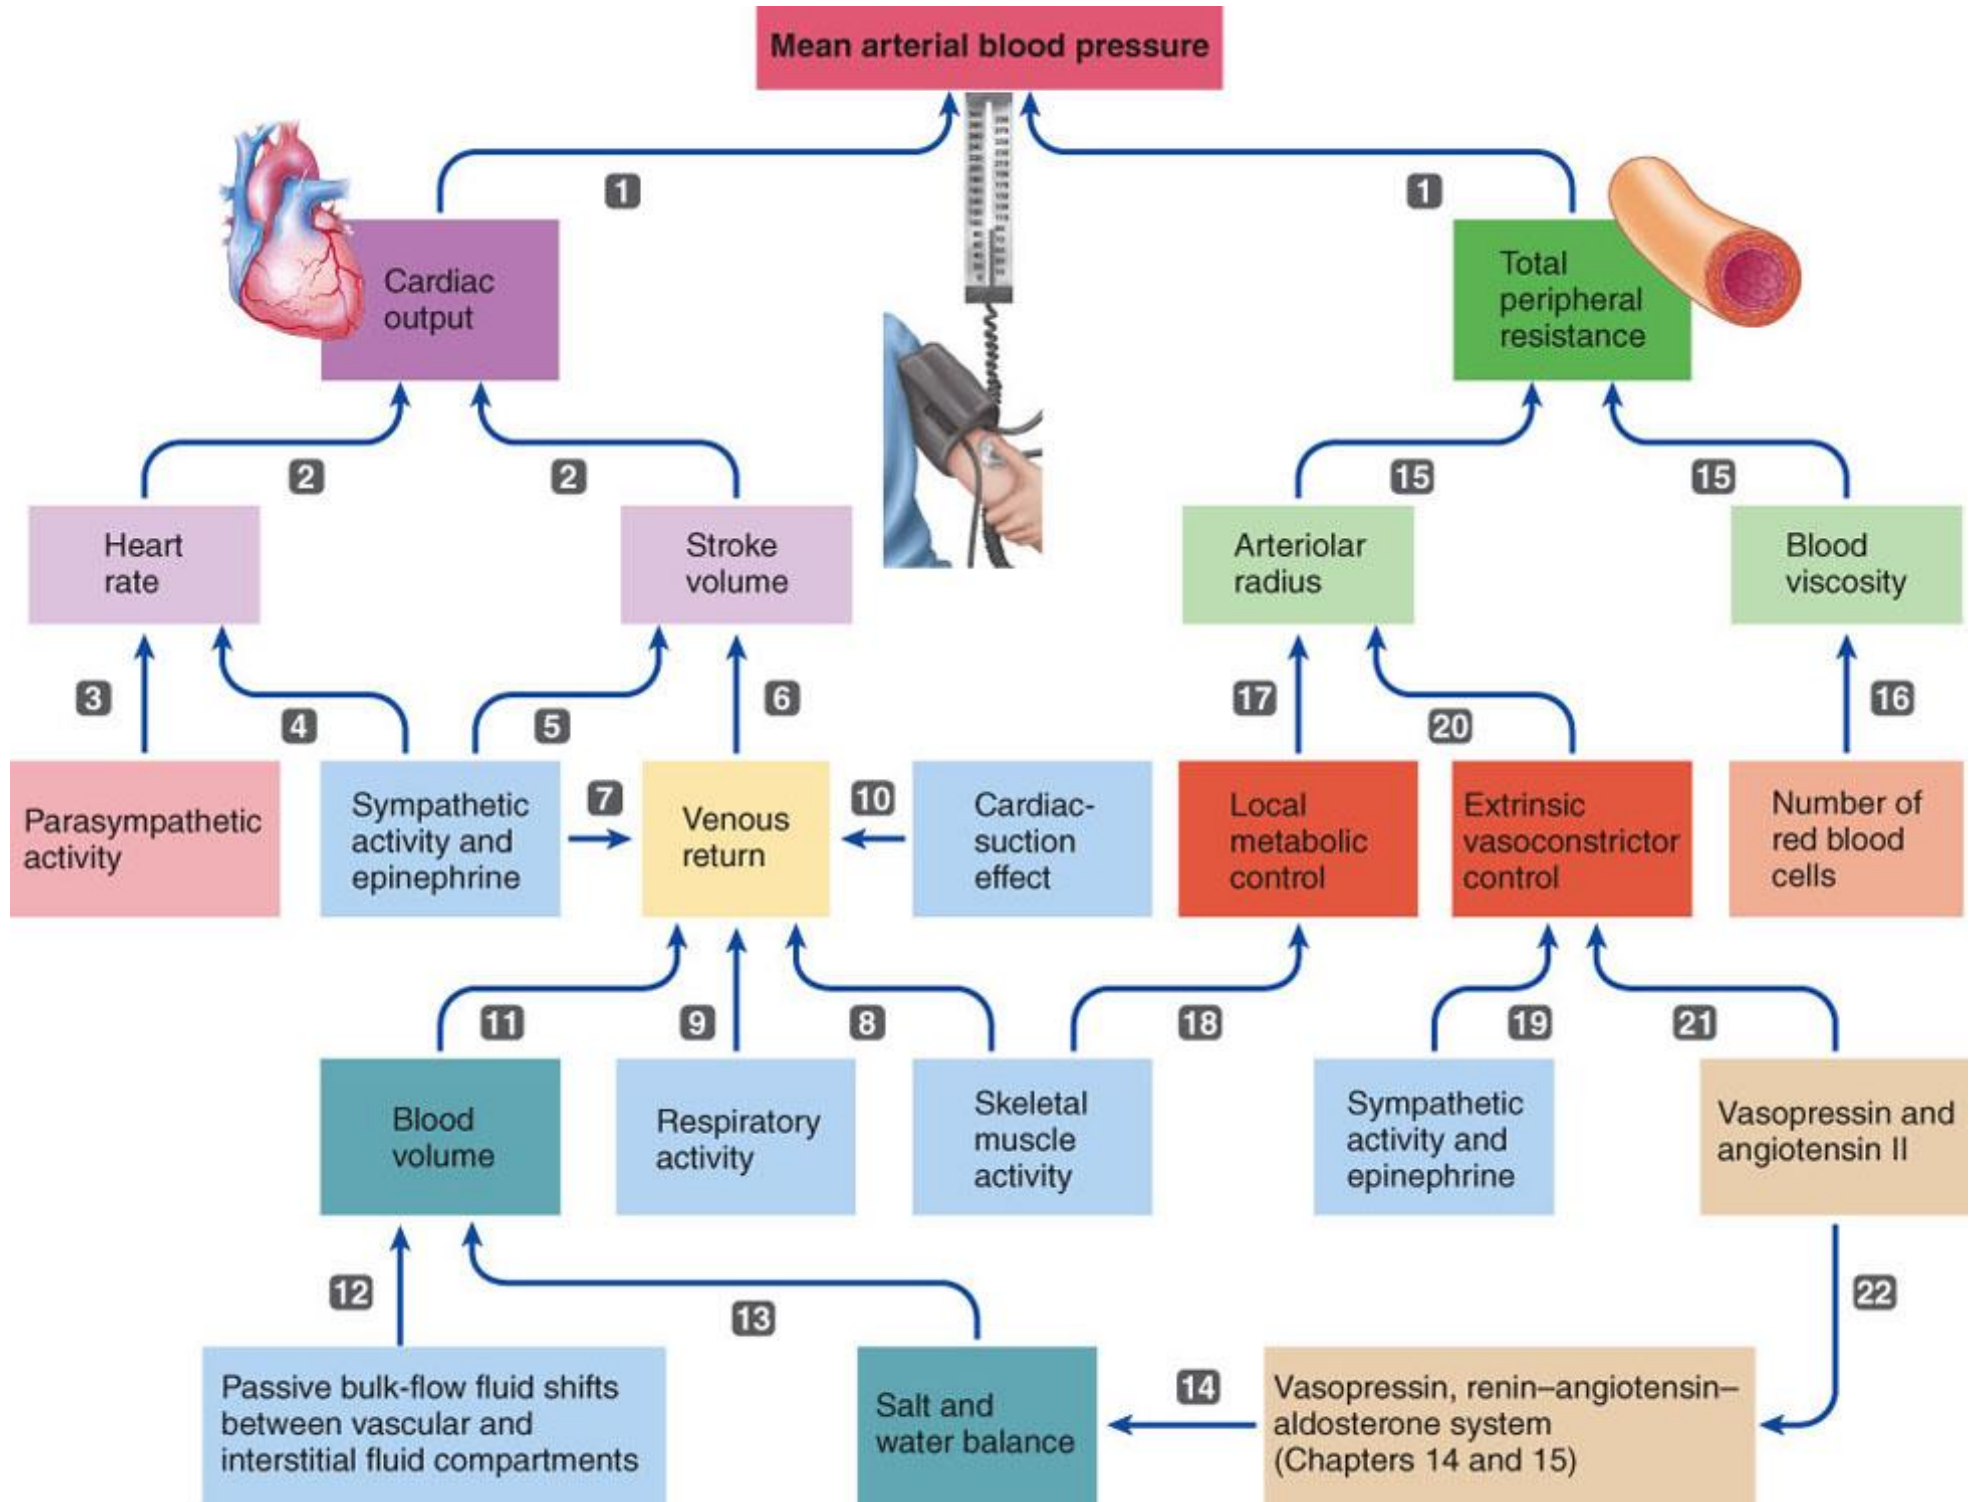 Mean arterial blood pressure
1
1
Cardiac
output
Total
peripheral
resistance
2
2
15
15
Heart
rate
Stroke
volume
Arteriolar
radius
Blood
viscosity
3
4
5
6
17
20
16
Parasympathetic
activity
Sympathetic
activity and
epinephrine
7
Venous
return
10
Cardiac-
suction
effect
Local
metabolic
control
Extrinsic
vasoconstrictor
control
Number of
red blood
cells
11
9
8
18
19
21
Blood
volume
Respiratory
activity
Skeletal
muscle
activity
Sympathetic
activity and
epinephrine
Vasopressin and
angiotensin II
12
13
22
Passive bulk-flow fluid shifts
between vascular and
interstitial fluid compartments
Salt and
water balance
14
Vasopressin, renin–angiotensin–
aldosterone system
(Chapters 14 and 15)